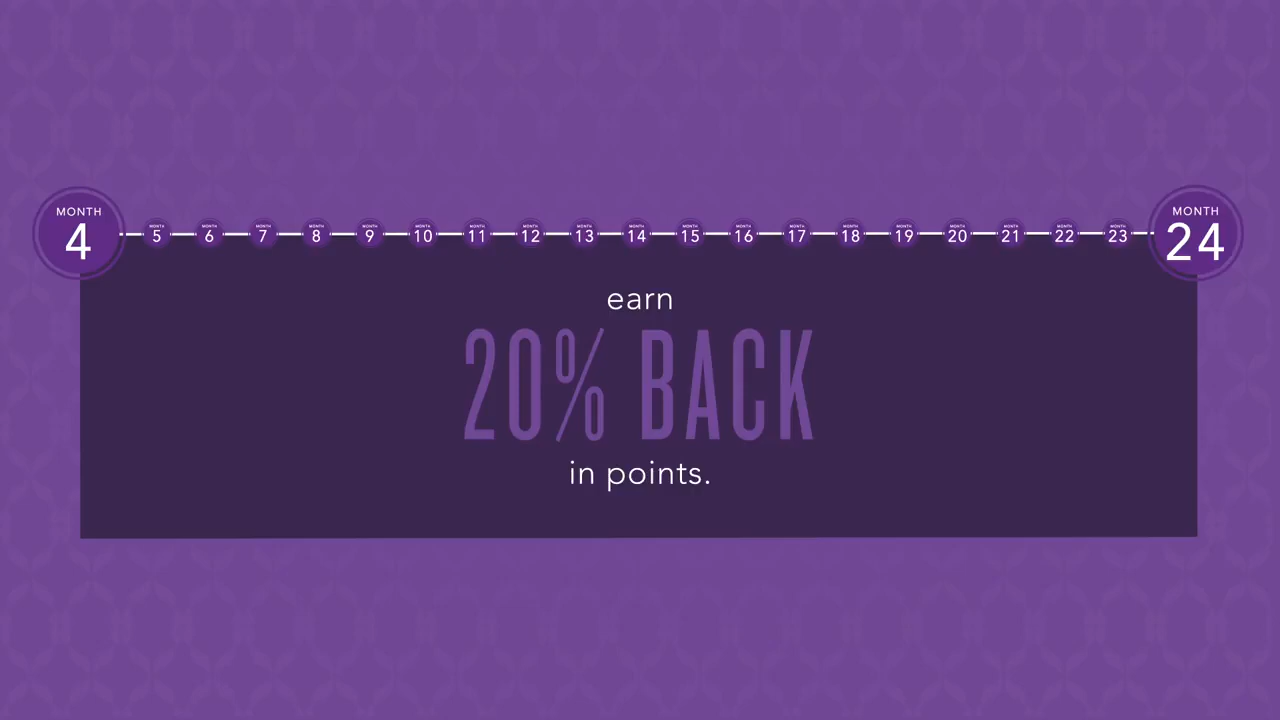 MONTH 4 MONTH 5 MONTH 6 MONTH 7 MONTH 8 MONTH 9 MONTH 10 MONTH 11 MONTH 12 MONTH 13 MONTH 14 MONTH 15 MONTH 16 MONTH 17 MONTH 18 MONTH 19 MONTH 20 MONTH 21 MONTH 22 MONTH 23 MONTH 24
earn
20% BACK
in points.